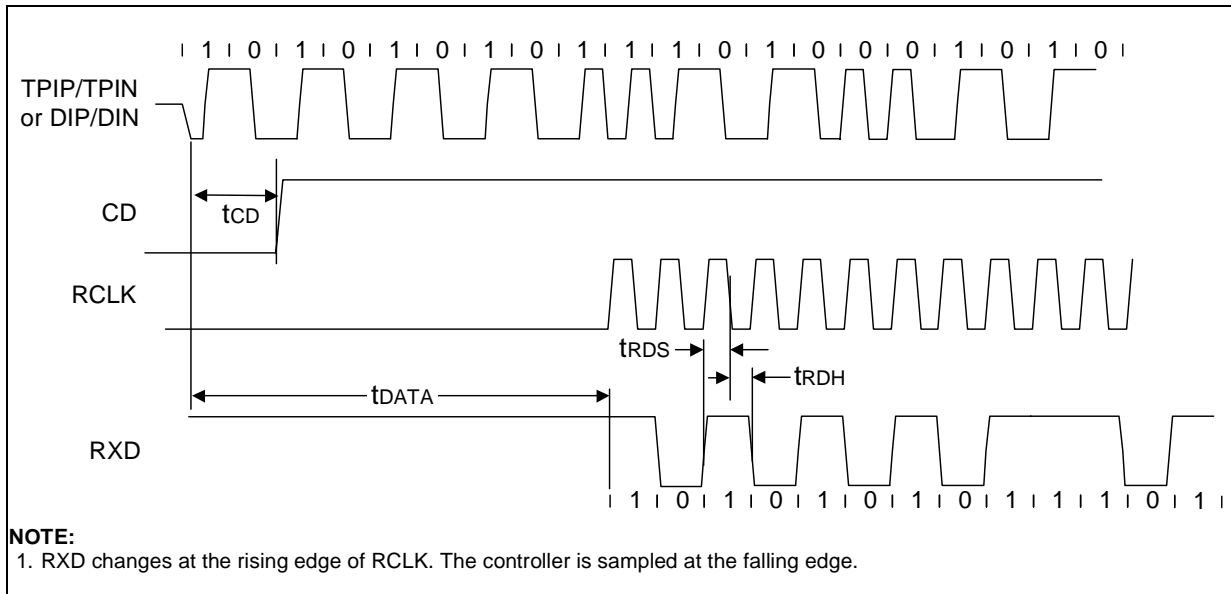 1 0 1 0 1 0 1 0 1 1 1 0 1 0 0 0 1 0 1 0
TPIP/TPIN
or DIP/DIN
tCD
CD
RCLK
tRDS
tRDH
tDATA
RXD
1 0 1 0 1 0 1 0 1 1 1 0 1
NOTE:
1. RXD changes at the rising edge of RCLK. The controller is sampled at the falling edge.